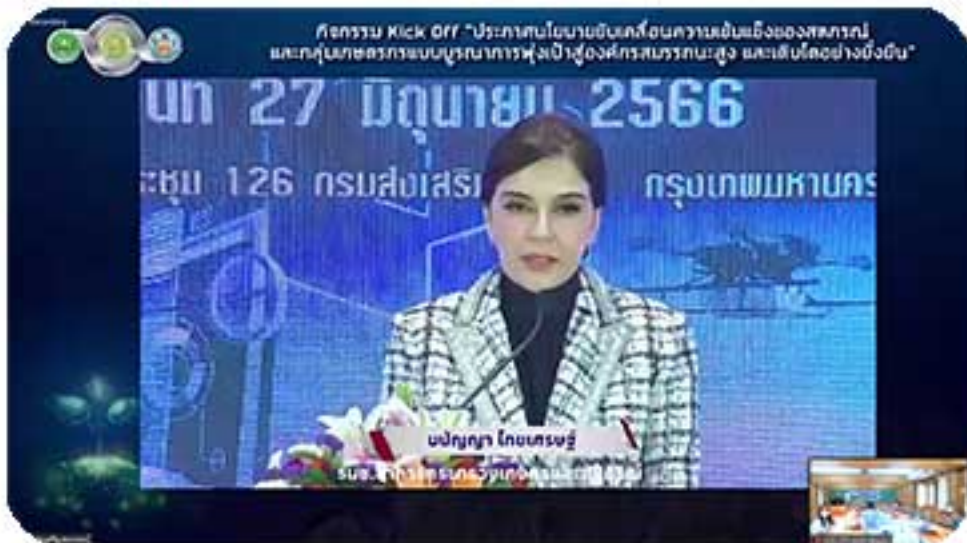 กิจกรรม Kick Off "ประกาศนโยบายขับเคลื่อนความเข้มแข็งของสหกรณ์
และกลุ่มเกษตรกรแบบบูรณาการพุ่งเป้าสู่องค์กรสมรรถนะสูง และเติบโตอย่างยั่งยืน"
27 มิถุนายน 2566
126 กรมส่งเสริ กรุงเทพมหานคร
ไทยเศรษฐ์